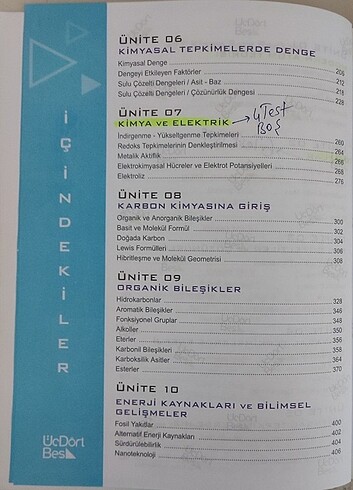 İÇİNDEKİLER
ÜNİTE 06
KİMYASAL TEPKİMELERDE DENGE
Kimyasal Denge 206
Dengeyi Etkileyen Faktörler 212
Sulu Çözelti Dengeleri / Asit - Baz 218
Sulu Çözelti Dengeleri / Çözünürlük Dengesi 228
ÜNİTE 07
KİMYA VE ELEKTRİK → 4 Test
BOŞ
İndirgenme - Yükseltgenme Tepkimeleri 260
Redoks Tepkimelerinin Denkleştirilmesi 264
Metalik Aktiflik 266
Elektrokimyasal Hücreler ve Elektrot Potansiyelleri 268
Elektroliz 276
ÜNİTE 08
KARBON KİMYASINA GİRİŞ
Organik ve Anorganik Bileşikler 300
Basit ve Molekül Formül 302
Doğada Karbon 304
Lewis Formülleri 306
Hibritleşme ve Molekül Geometrisi 308
ÜNİTE 09
ORGANİK BİLEŞİKLER
Hidrokarbonlar 328
Aromatik Bileşikler 346
Fonksiyonel Gruplar 348
Alkoller 350
Eterler 356
Karbonil Bileşikleri 358
Karboksilik Asitler 364
Esterler 370
ÜNİTE 10
ENERJİ KAYNAKLARI VE BİLİMSEL
GELİŞMELER
Fosil Yakıtlar 400
Alternatif Enerji Kaynakları 402
Sürdürülebilirlik 404
Nanoteknoloji 406
ÜçDört
Beş